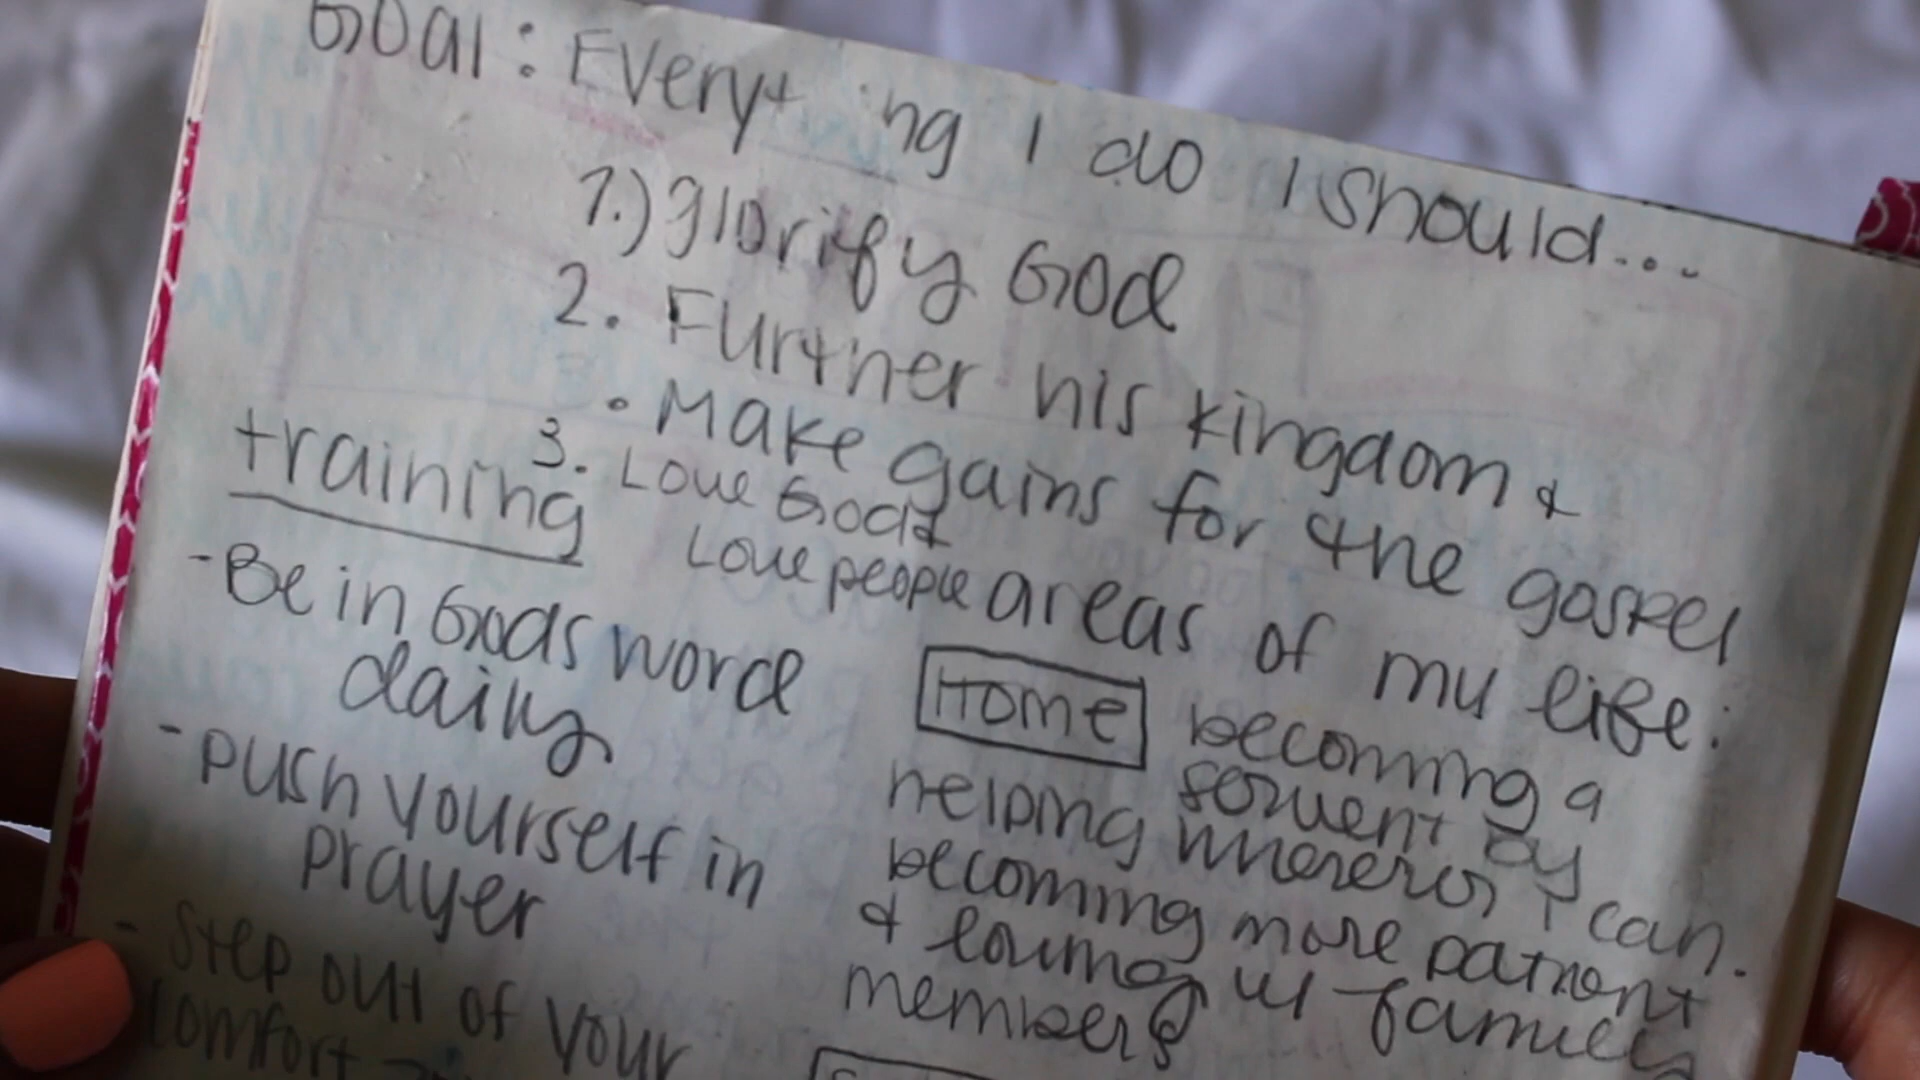 Goal: Everyt ng I do I should...
1.) glorify God
2. Further his kingdom &
• Make gains for the gospel
3. Love God &
Love people
training
- Be in Gods word
daily
- push yourself in
prayer
- Step out of your
comfort
areas of my life:
Home becoming a
servent by
helping wherever I can.
becoming more patient
& loving w/ family
members